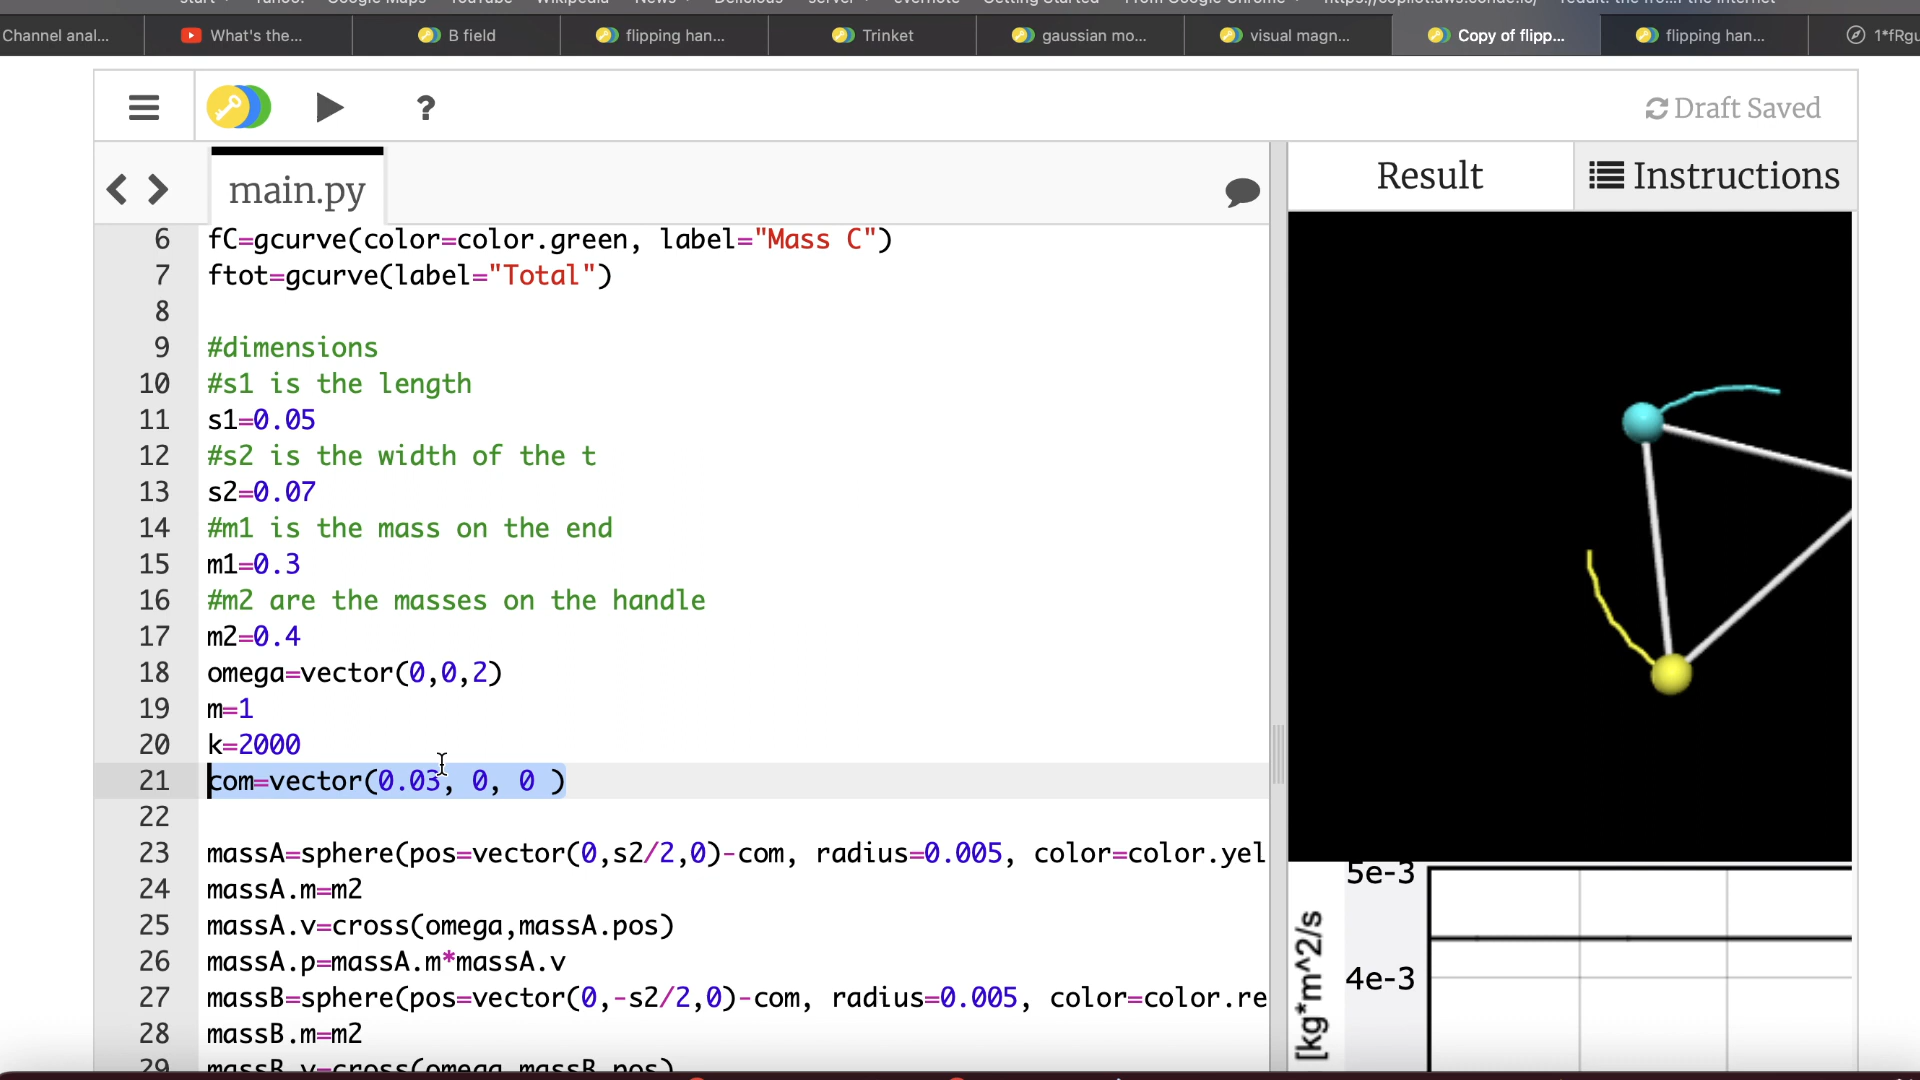 Channel anal...
What's the...
B field
flipping han...
Trinket
gaussian mo...
visual magn...
Copy of flipp...
flipping han...
?
Draft Saved
main.py
Result
Instructions
6 fC=gcurve(color=color.green, label="Mass C")
7 ftot=gcurve(label="Total")
8
9 #dimensions
10 #s1 is the length
11 s1=0.05
12 #s2 is the width of the t
13 s2=0.07
14 #m1 is the mass on the end
15 m1=0.3
16 #m2 are the masses on the handle
17 m2=0.4
18 omega=vector(0,0,2)
19 m=1
20 k=2000
21 com=vector(0.03, 0, 0 )
22
23 massA=sphere(pos=vector(0,s2/2,0)-com, radius=0.005, color=color.yel
24 massA.m=m2
25 massA.v=cross(omega,massA.pos)
26 massA.p=massA.m*massA.v
27 massB=sphere(pos=vector(0,-s2/2,0)-com, radius=0.005, color=color.re
28 massB.m=m2
29 massB.v=cross(omega,massB.pos)
5e-3
4e-3
[kg*m^2/s